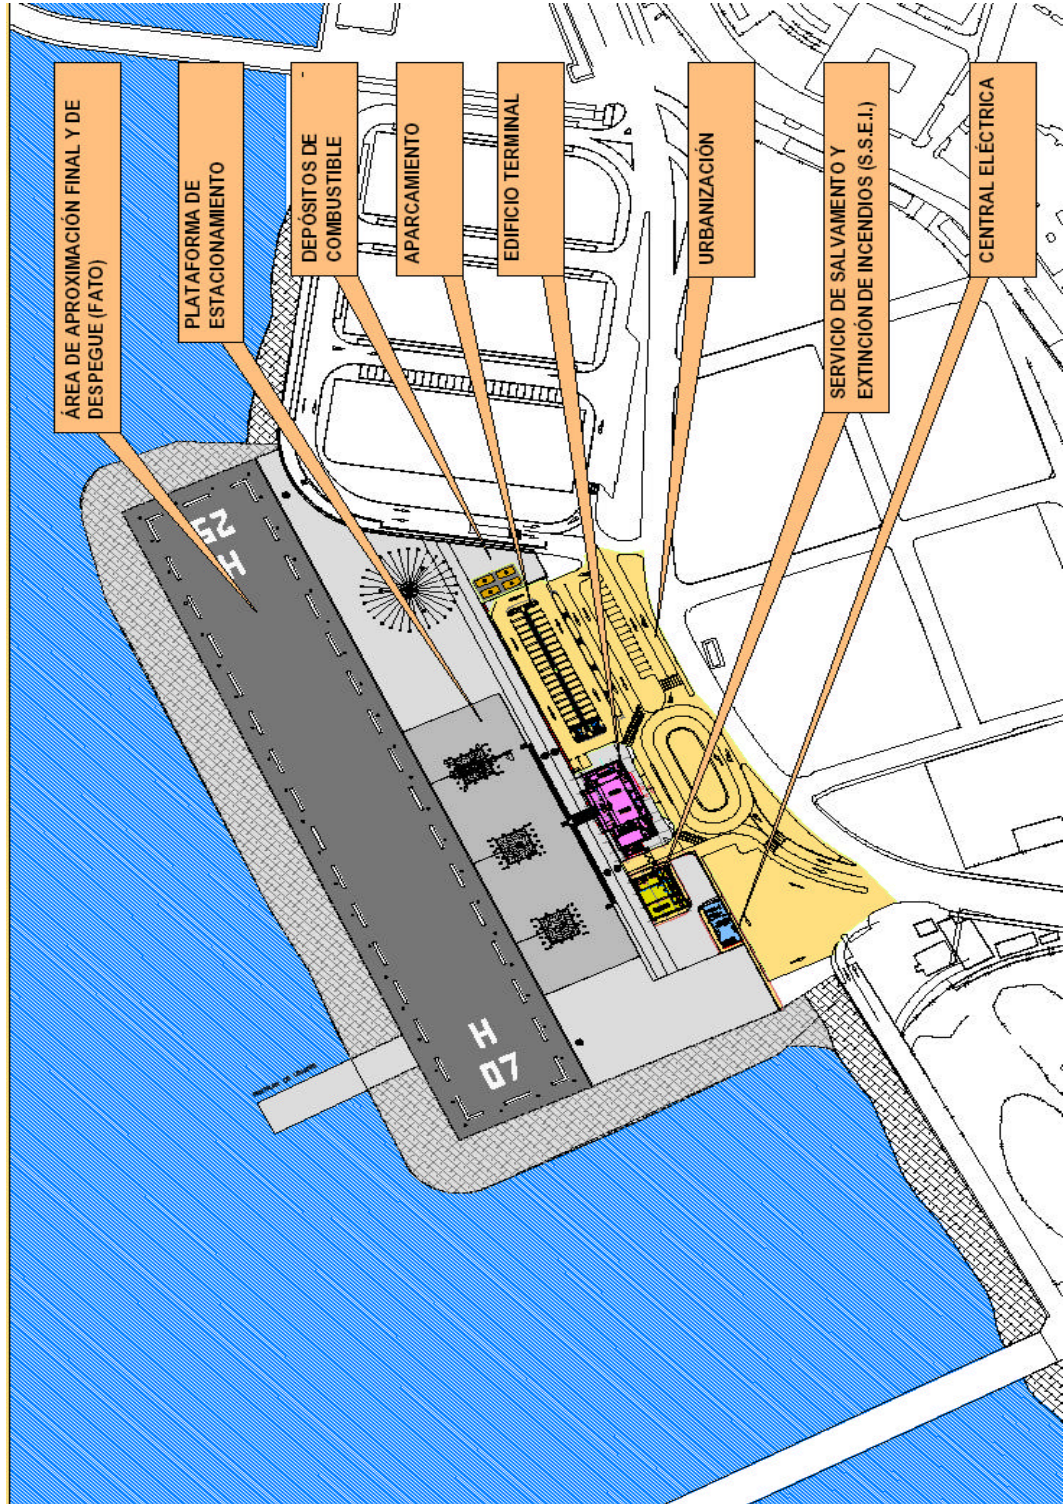 ÁREA DE APROXIMACIÓN FINAL Y DE
DESPEGUE (FATO)
PLATAFORMA DE
ESTACIONAMIENTO
DEPÓSITOS DE
COMBUSTIBLE
APARCAMIENTO
EDIFICIO TERMINAL
URBANIZACIÓN
SERVICIO DE SALVAMENTO Y
EXTINCIÓN DE INCENDIOS (S.S.E.I.)
CENTRAL ELÉCTRICA
25
H
H
07